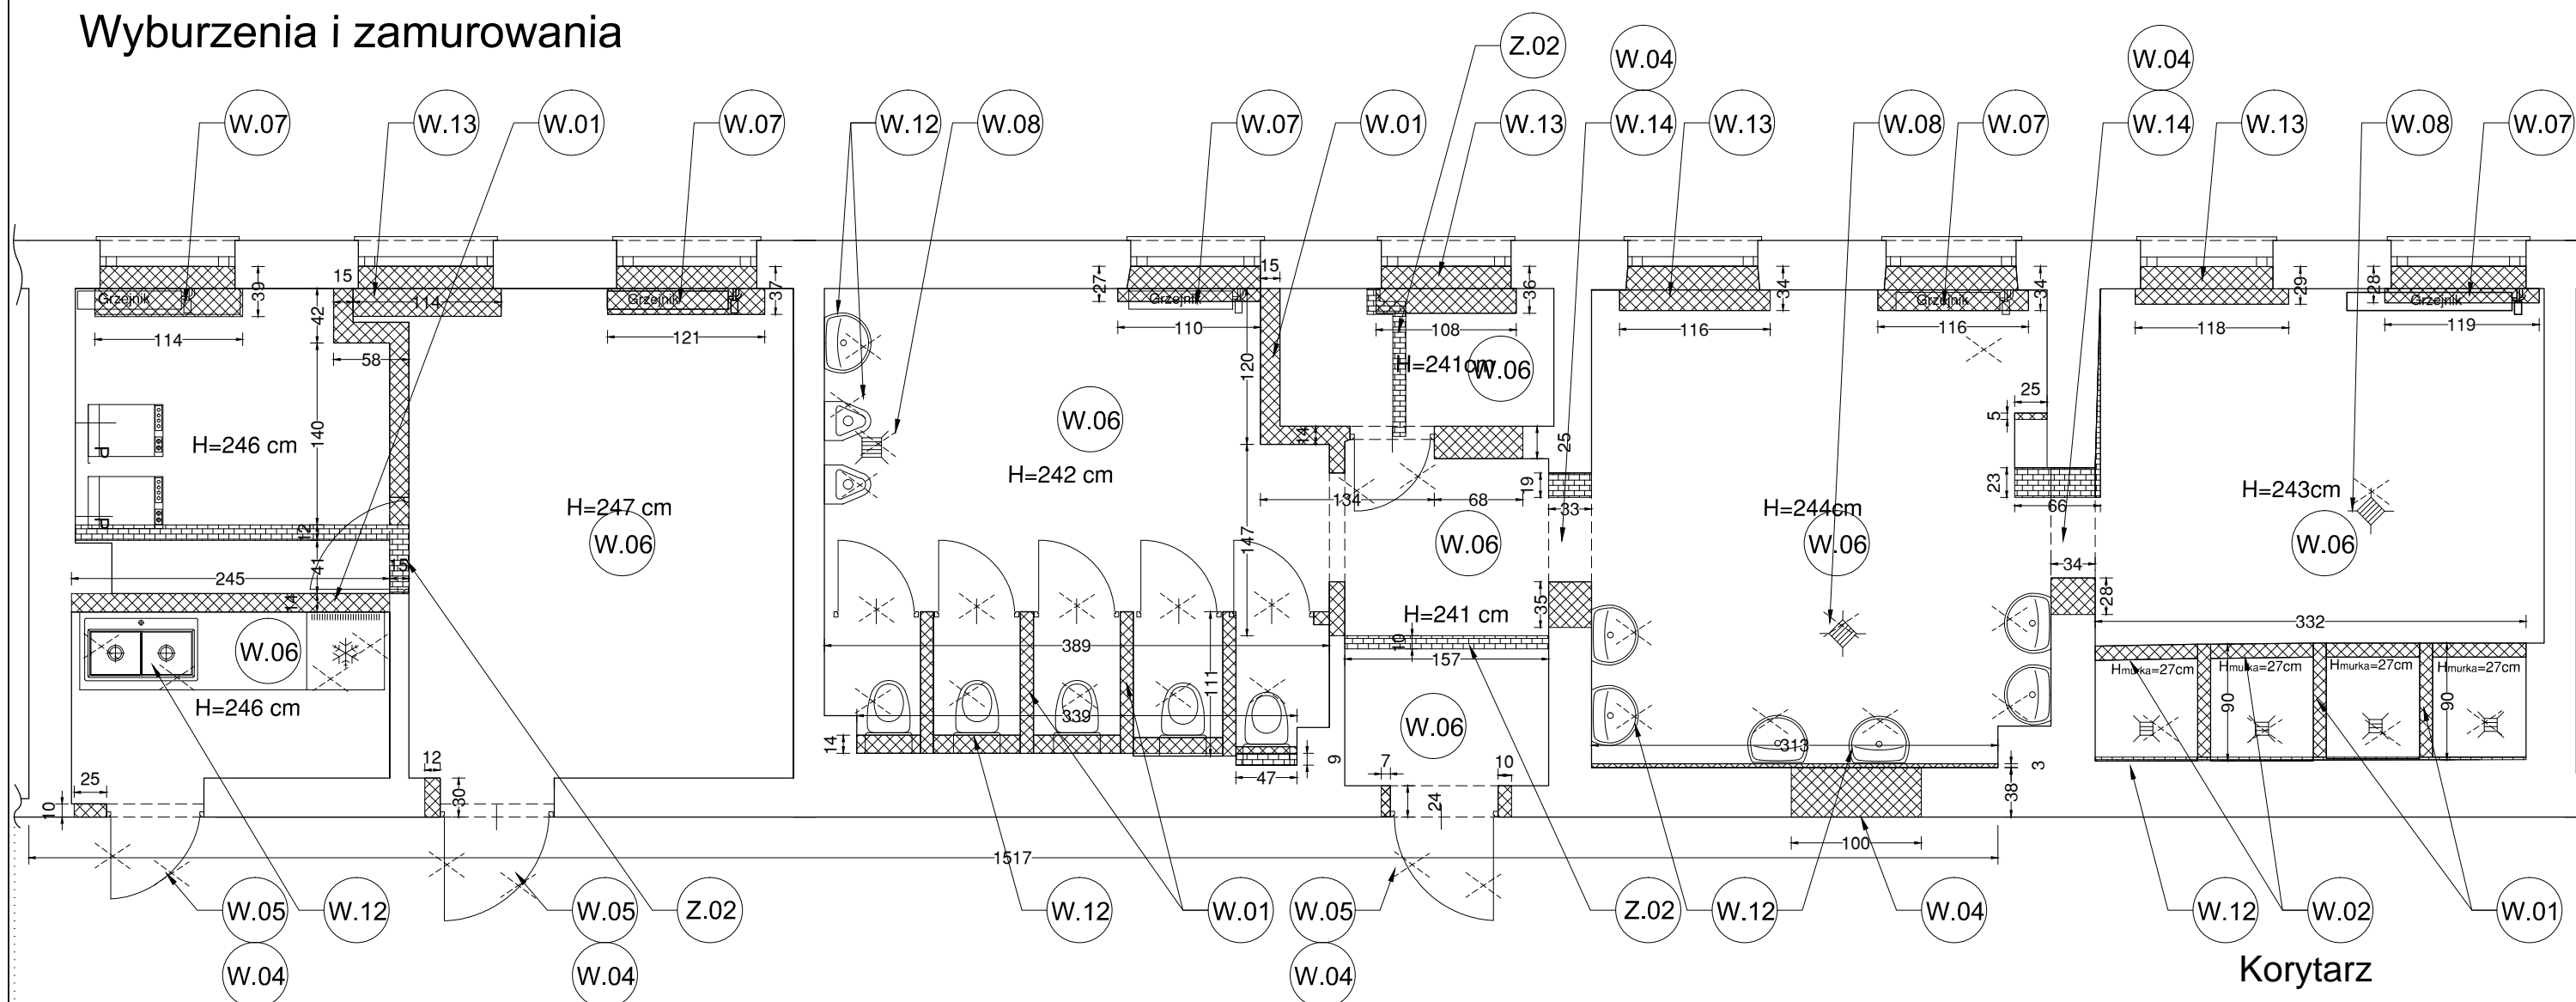 Wyburzenia i zamurowania
Z.02
W.04
W.04
W.07
W.13
W.01
W.07
W.12
W.08
W.07
W.01
W.13
W.14
W.13
W.08
W.07
W.14
W.13
W.08
W.07
Grzejnik
39
114
15
114
42
58
140
Grzejnik
37
121
27
Grzejnik
110
15
120
36
108
H=241cm
W.06
34
116
Grzejnik
34
116
25
5
29
118
28
Grzejnik
119
P
P
H=246 cm
12
41
15
245
14
H=247 cm
W.06
W.06
H=242 cm
14
134
68
25
19
33
147
W.06
H=241 cm
35
10
157
H=244cm
W.06
23
66
34
28
H=243cm
W.06
332
W.06
H=246 cm
389
339
111
14
47
9
W.06
7
10
24
313
3
38
100
Hmurka=27cm
Hmurka=27cm
Hmurka=27cm
Hmurka=27cm
90
90
25
10
12
30
1517
W.05
W.12
W.05
Z.02
W.12
W.01
W.05
Z.02
W.12
W.04
W.12
W.02
W.01
W.04
W.04
W.04
Korytarz